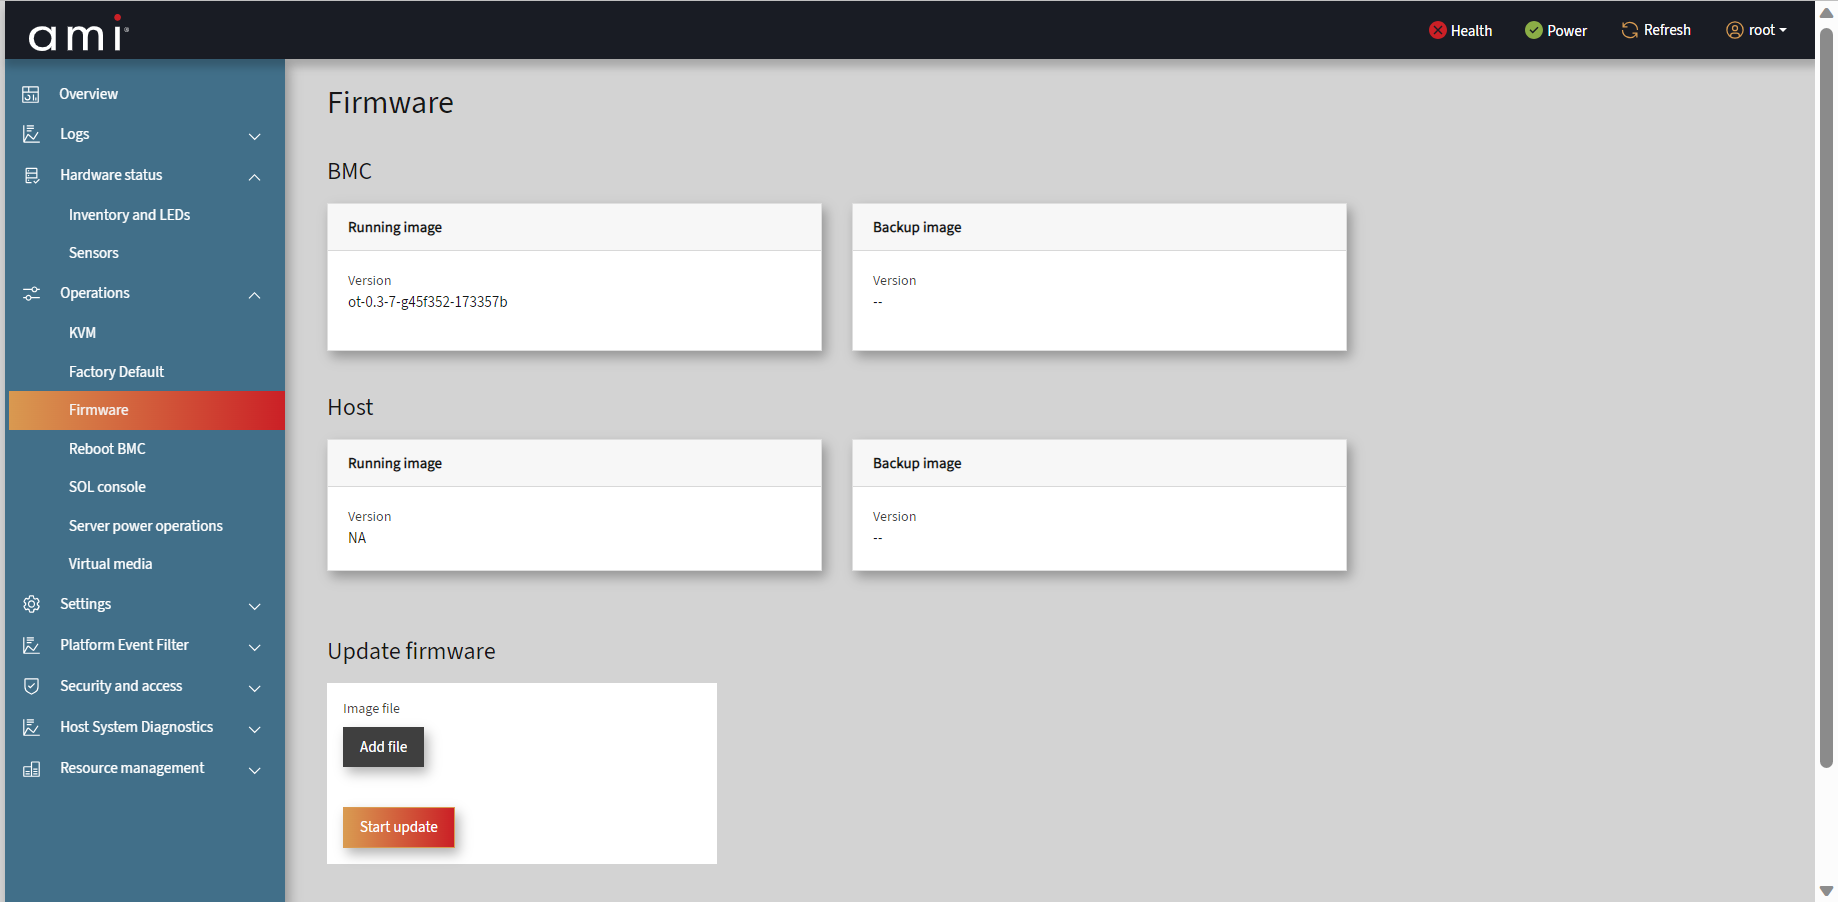 ami®
Health
Power
Refresh
root
Overview
Logs
Hardware status
Inventory and LEDs
Sensors
Operations
KVM
Factory Default
Firmware
Reboot BMC
SOL console
Server power operations
Virtual media
Settings
Platform Event Filter
Security and access
Host System Diagnostics
Resource management
Firmware
BMC
Running image
Version
ot-0.3-7-g45f352-173357b
Backup image
Version
--
Host
Running image
Version
NA
Backup image
Version
--
Update firmware
Image file
Add file
Start update